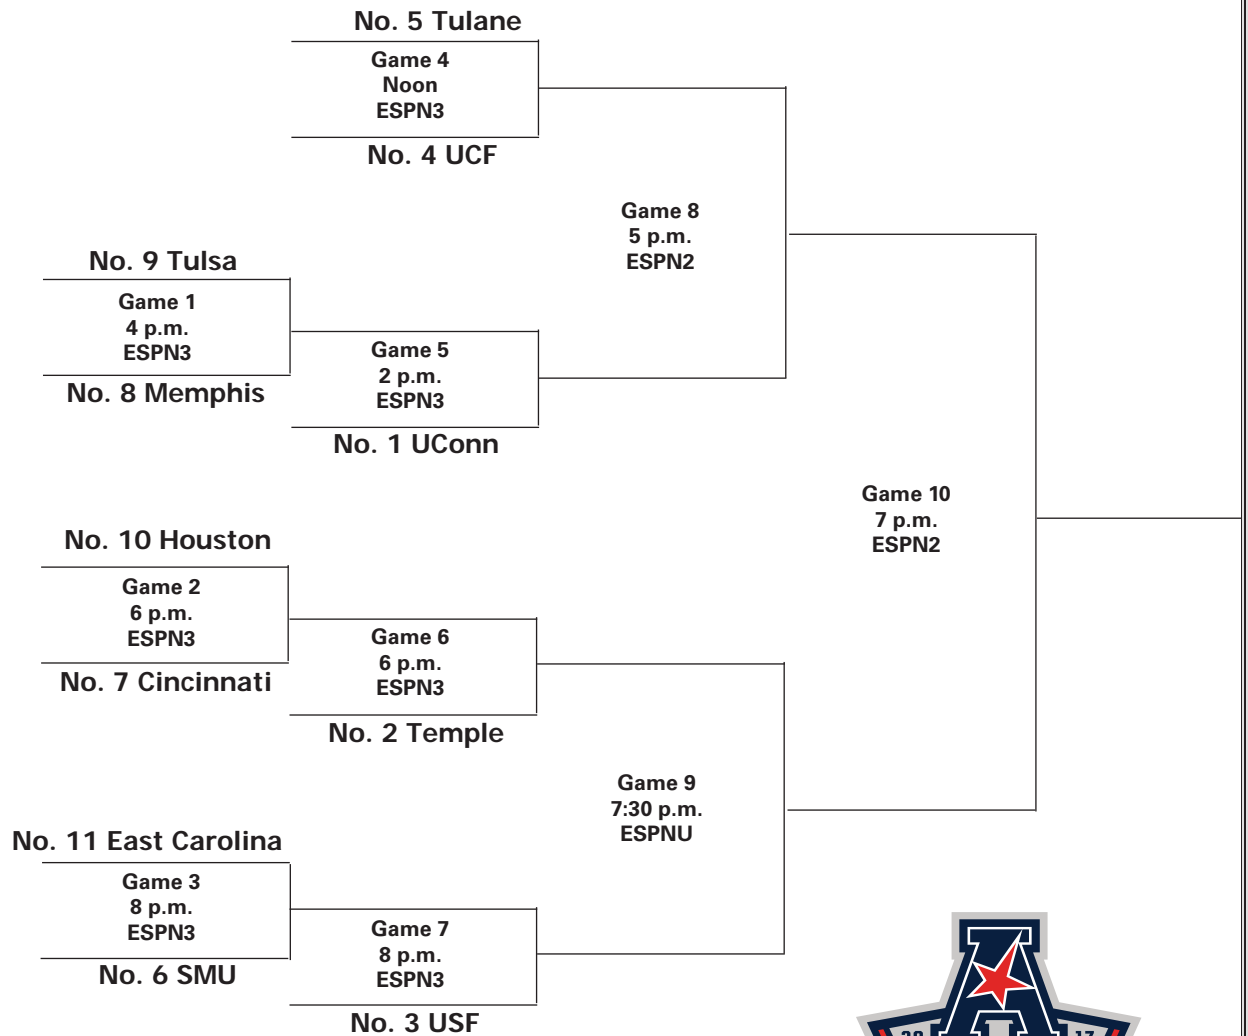 No. 5 Tulane
Game 4
Noon
ESPN3
No. 4 UCF
Game 8
5 p.m.
ESPN2
No. 9 Tulsa
Game 1
4 p.m.
ESPN3
No. 8 Memphis
Game 5
2 p.m.
ESPN3
No. 1 UConn
Game 10
7 p.m.
ESPN2
No. 10 Houston
Game 2
6 p.m.
ESPN3
No. 7 Cincinnati
Game 6
6 p.m.
ESPN3
No. 2 Temple
Game 9
7:30 p.m.
ESPNU
No. 11 East Carolina
Game 3
8 p.m.
ESPN3
No. 6 SMU
Game 7
8 p.m.
ESPN3
No. 3 USF
A
20 17